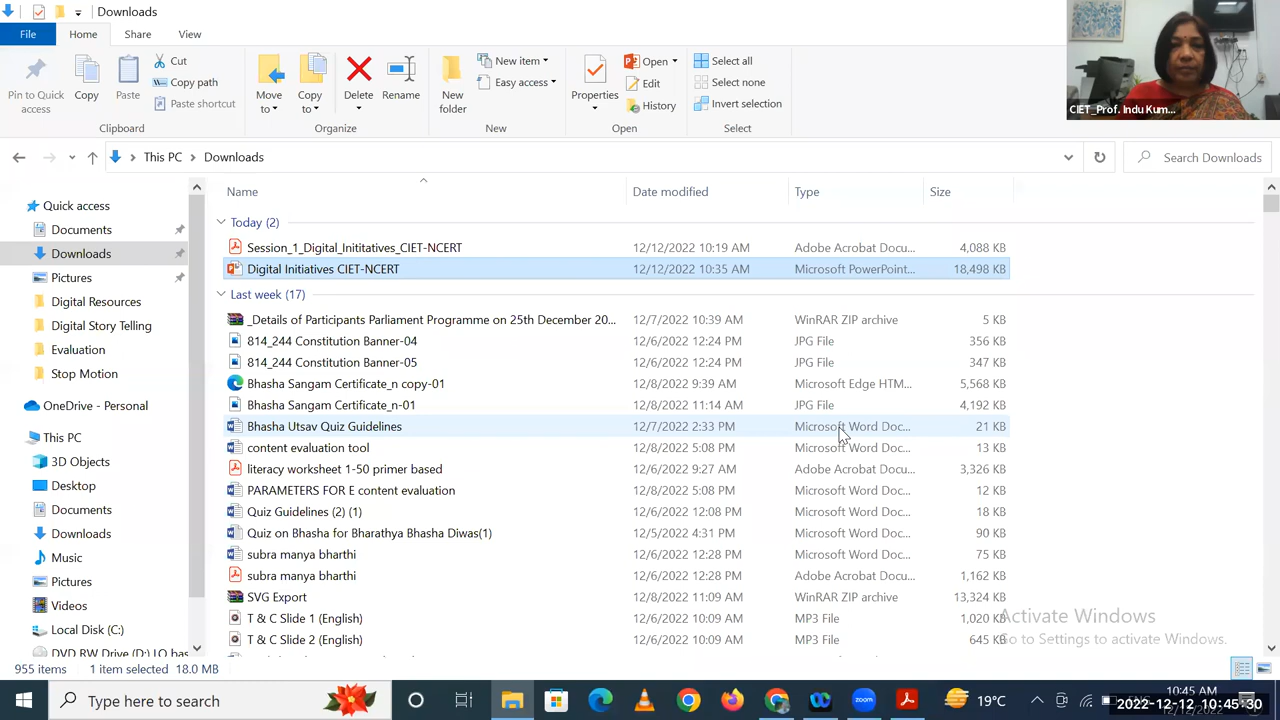 Downloads
File Home Share View
Pin to Quick access
Copy
Paste
Cut
Copy path
Paste shortcut
Clipboard
Move to
Copy to
Delete
Rename
Organize
New folder
New item
Easy access
New
Properties
Open
Edit
History
Open
Select all
Select none
Invert selection
Select
CIET_Prof. Indu Kum...
This PC Downloads
Search Downloads
Name Date modified Type Size
Quick access
Documents
Downloads
Pictures
Digital Resources
Digital Story Telling
Evaluation
Stop Motion
OneDrive - Personal
This PC
3D Objects
Desktop
Documents
Downloads
Music
Pictures
Videos
Local Disk (C:)
DVD RW Drive (D:) LO bas
Today (2)
Session_1_Digital_Inititatives_CIET-NCERT 12/12/2022 10:19 AM Adobe Acrobat Docu... 4,088 KB
Digital Initiatives CIET-NCERT 12/12/2022 10:35 AM Microsoft PowerPoint... 18,498 KB
Last week (17)
_Details of Participants Parliament Programme on 25th December 20... 12/7/2022 10:39 AM WinRAR ZIP archive 5 KB
814_244 Constitution Banner-04 12/6/2022 12:24 PM JPG File 356 KB
814_244 Constitution Banner-05 12/6/2022 12:24 PM JPG File 347 KB
Bhasha Sangam Certificate_n copy-01 12/8/2022 9:39 AM Microsoft Edge HTM... 5,568 KB
Bhasha Sangam Certificate_n-01 12/8/2022 11:14 AM JPG File 4,192 KB
Bhasha Utsav Quiz Guidelines 12/7/2022 2:33 PM Microsoft Word Doc... 21 KB
content evaluation tool 12/8/2022 5:08 PM Microsoft Word Doc... 13 KB
literacy worksheet 1-50 primer based 12/6/2022 9:27 AM Adobe Acrobat Docu... 3,326 KB
PARAMETERS FOR E content evaluation 12/8/2022 5:08 PM Microsoft Word Doc... 12 KB
Quiz Guidelines (2) (1) 12/6/2022 12:08 PM Microsoft Word Doc... 18 KB
Quiz on Bhasha for Bharathya Bhasha Diwas(1) 12/5/2022 4:31 PM Microsoft Word Doc... 90 KB
subra manya bharthi 12/6/2022 12:28 PM Microsoft Word Doc... 75 KB
subra manya bharthi 12/6/2022 12:28 PM Adobe Acrobat Docu... 1,162 KB
SVG Export 12/8/2022 11:09 AM WinRAR ZIP archive 13,324 KB
T & C Slide 1 (English) 12/6/2022 10:09 AM MP3 File 1,020 KB
T & C Slide 2 (English) 12/6/2022 10:09 AM MP3 File 645 KB
Activate Windows
Go to Settings to activate Windows.
955 items 1 item selected 18.0 MB
Type here to search
zoom
19°C
ENG
10:45 AM
2022-12-12 10:45:30